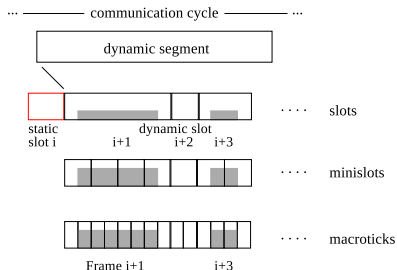 ... communication cycle ...
dynamic segment
.... slots
static dynamic slot
slot i i+1 i+2 i+3
.... minislots
.... macroticks
Frame i+1 i+3